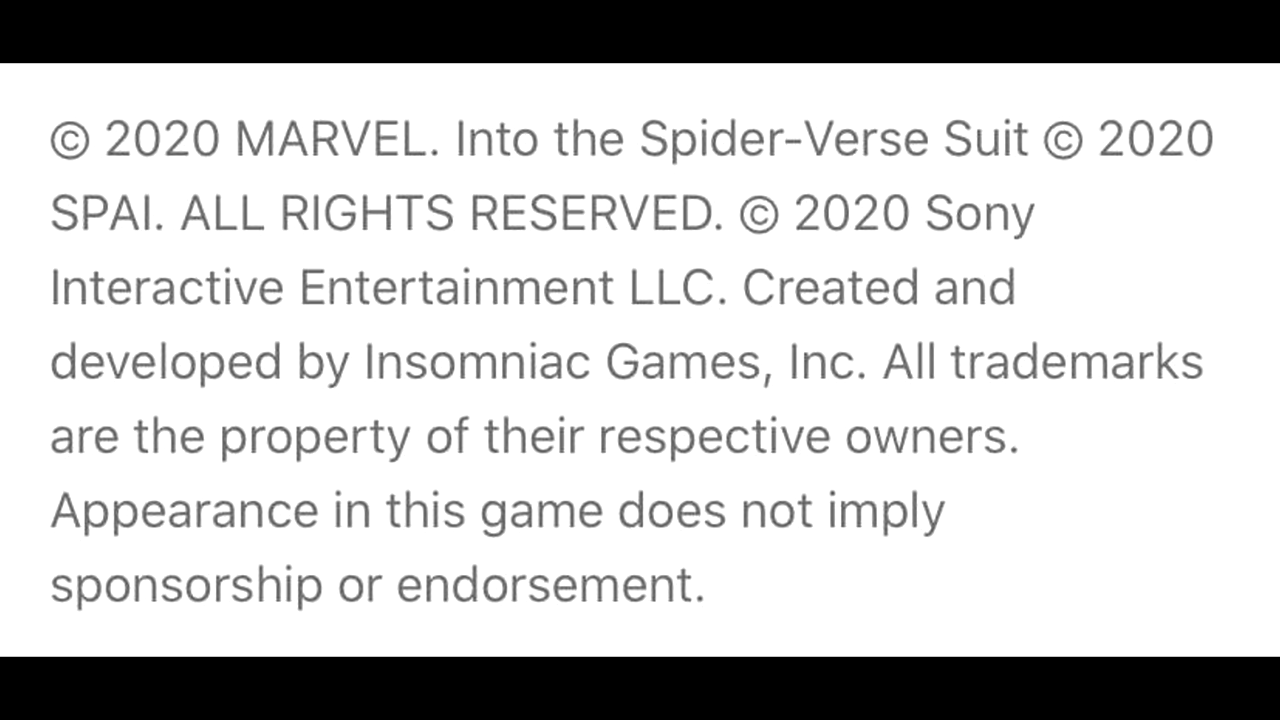 © 2020 MARVEL. Into the Spider-Verse Suit © 2020
SPAI. ALL RIGHTS RESERVED. © 2020 Sony
Interactive Entertainment LLC. Created and
developed by Insomniac Games, Inc. All trademarks
are the property of their respective owners.
Appearance in this game does not imply
sponsorship or endorsement.